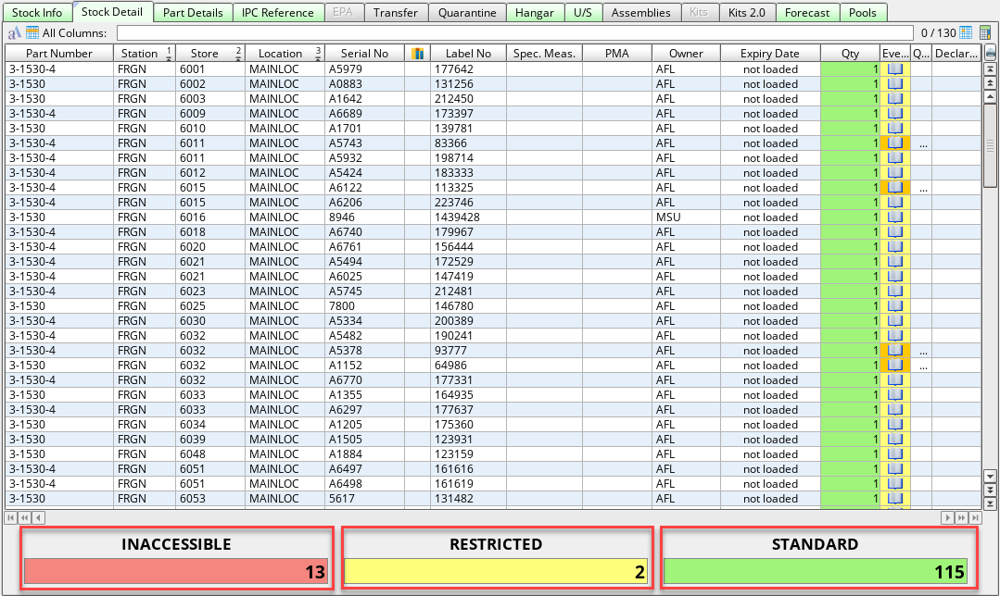 Stock Info Stock Detail Part Details IPC Reference EPA Transfer Quarantine Hangar U/S Assemblies Kits Kits 2.0 Forecast Pools
All Columns: 0 / 130
Part Number Station 1 Store 2 Location 3 Serial No Label No Spec. Meas. PMA Owner Expiry Date Qty Eve... Q... Declar...
3-1530-4 FRGN 6001 MAINLOC A5979 177642 AFL not loaded 1
3-1530 FRGN 6002 MAINLOC A0883 131256 AFL not loaded 1
3-1530 FRGN 6003 MAINLOC A1642 212450 AFL not loaded 1
3-1530-4 FRGN 6009 MAINLOC A6689 173397 AFL not loaded 1
3-1530 FRGN 6010 MAINLOC A1701 139781 AFL not loaded 1
3-1530-4 FRGN 6011 MAINLOC A5743 83366 AFL not loaded 1 ...
3-1530-4 FRGN 6011 MAINLOC A5932 198714 AFL not loaded 1
3-1530-4 FRGN 6012 MAINLOC A5424 183333 AFL not loaded 1
3-1530-4 FRGN 6015 MAINLOC A6122 113325 AFL not loaded 1 ...
3-1530-4 FRGN 6015 MAINLOC A6206 223746 AFL not loaded 1
3-1530 FRGN 6016 MAINLOC 8946 1439428 MSU not loaded 1
3-1530-4 FRGN 6018 MAINLOC A6740 179967 AFL not loaded 1
3-1530-4 FRGN 6020 MAINLOC A6761 156444 AFL not loaded 1
3-1530-4 FRGN 6021 MAINLOC A5494 172529 AFL not loaded 1
3-1530-4 FRGN 6021 MAINLOC A6025 147419 AFL not loaded 1
3-1530-4 FRGN 6023 MAINLOC A5745 212481 AFL not loaded 1
3-1530 FRGN 6025 MAINLOC 7800 146780 AFL not loaded 1
3-1530-4 FRGN 6030 MAINLOC A5334 200389 AFL not loaded 1
3-1530-4 FRGN 6032 MAINLOC A5482 190241 AFL not loaded 1
3-1530-4 FRGN 6032 MAINLOC A5378 93777 AFL not loaded 1 ...
3-1530 FRGN 6032 MAINLOC A1152 64986 AFL not loaded 1 ...
3-1530-4 FRGN 6032 MAINLOC A6770 177331 AFL not loaded 1
3-1530 FRGN 6033 MAINLOC A1355 164935 AFL not loaded 1
3-1530-4 FRGN 6033 MAINLOC A6297 177637 AFL not loaded 1
3-1530 FRGN 6034 MAINLOC A1205 175360 AFL not loaded 1
3-1530 FRGN 6039 MAINLOC A1505 123931 AFL not loaded 1
3-1530 FRGN 6048 MAINLOC A1884 123159 AFL not loaded 1
3-1530-4 FRGN 6051 MAINLOC A6497 161616 AFL not loaded 1
3-1530-4 FRGN 6051 MAINLOC A6498 161619 AFL not loaded 1
3-1530 FRGN 6053 MAINLOC 5617 131482 AFL not loaded 1
INACCESSIBLE RESTRICTED STANDARD
13 2 115